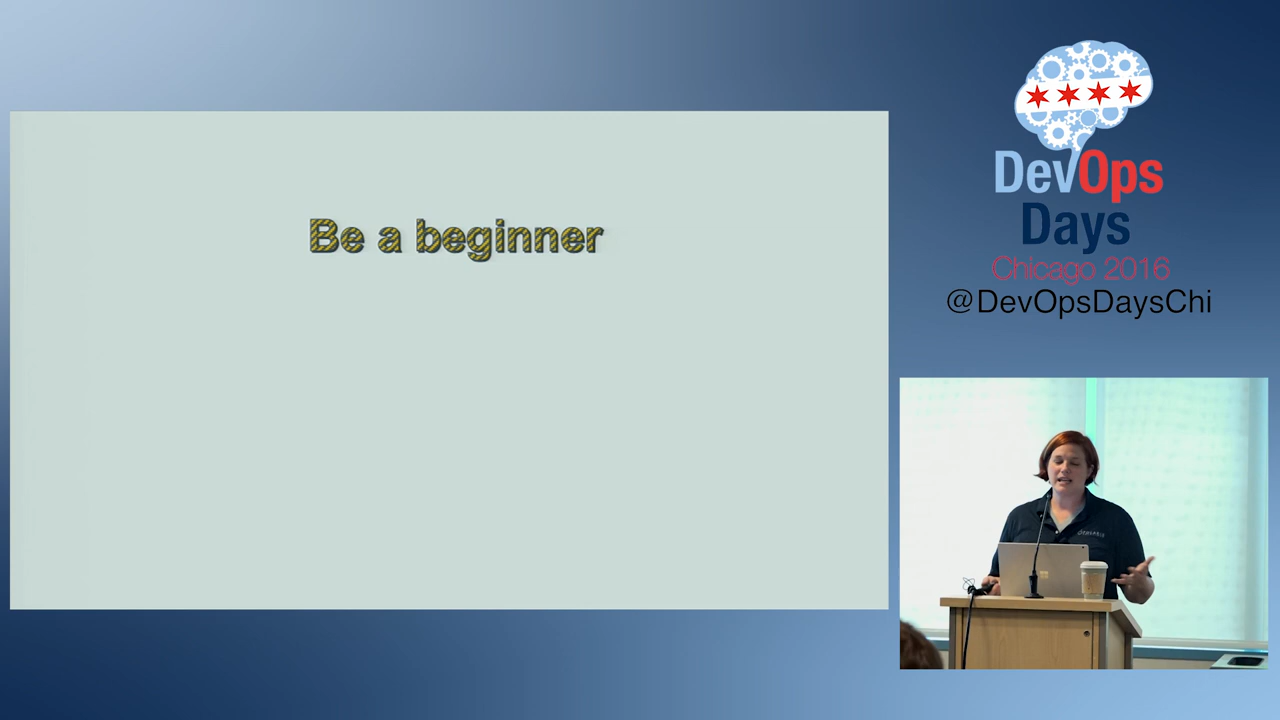 Be a beginner
DevOps
Days
Chicago 2016
@DevOpsDaysChi